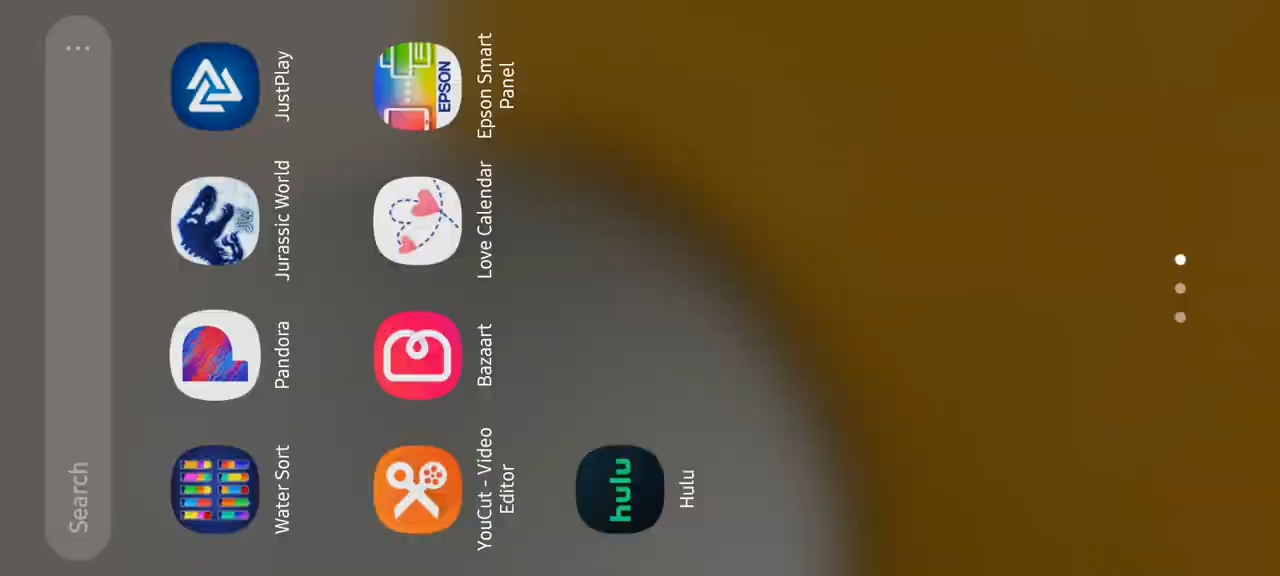 Search
Water Sort
Pandora
JW
Jurassic World
JustPlay
YouCut - Video
Editor
Bazaart
Love Calendar
EPSON
Epson Smart
Panel
hulu
Hulu